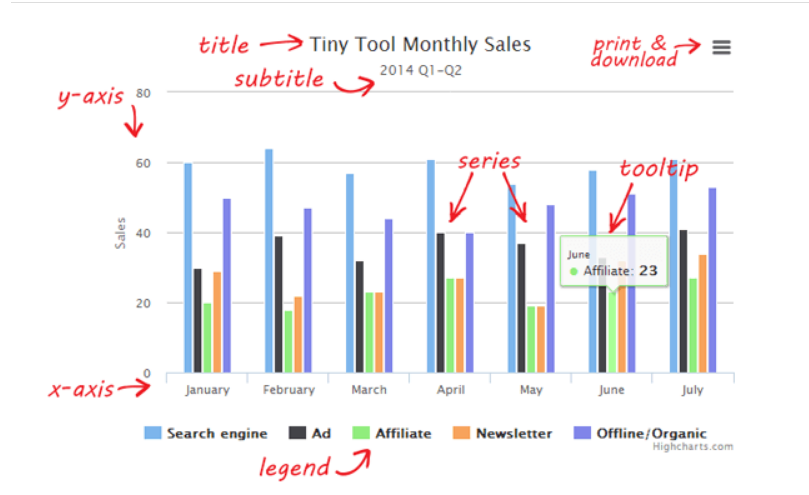 title
Tiny Tool Monthly Sales
print &
download
subtitle
2014 Q1-Q2
y-axis
80
60
series
tooltip
Sales
40
June
Affiliate: 23
20
0
x-axis
January February March April May June July
Search engine Ad Affiliate Newsletter Offline/Organic
Highcharts.com
legend